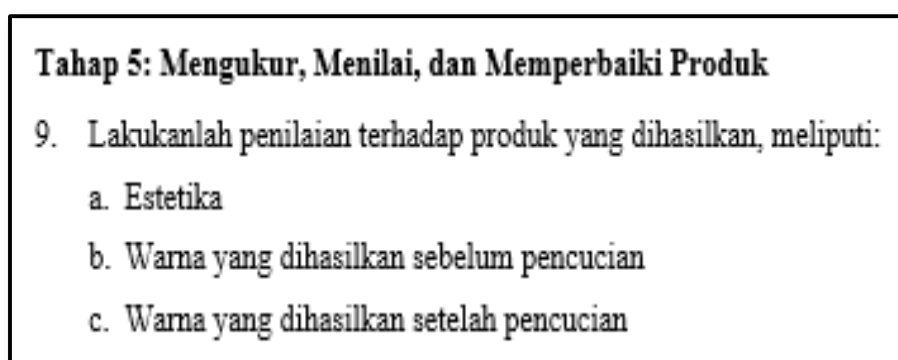 Tahap 5: Mengukur, Menilai, dan Memperbaiki Produk
9. Lakukanlah penilaian terhadap produk yang dihasilkan, meliputi:
a. Estetika
b. Warna yang dihasilkan sebelum pencucian
c. Warna yang dihasilkan setelah pencucian